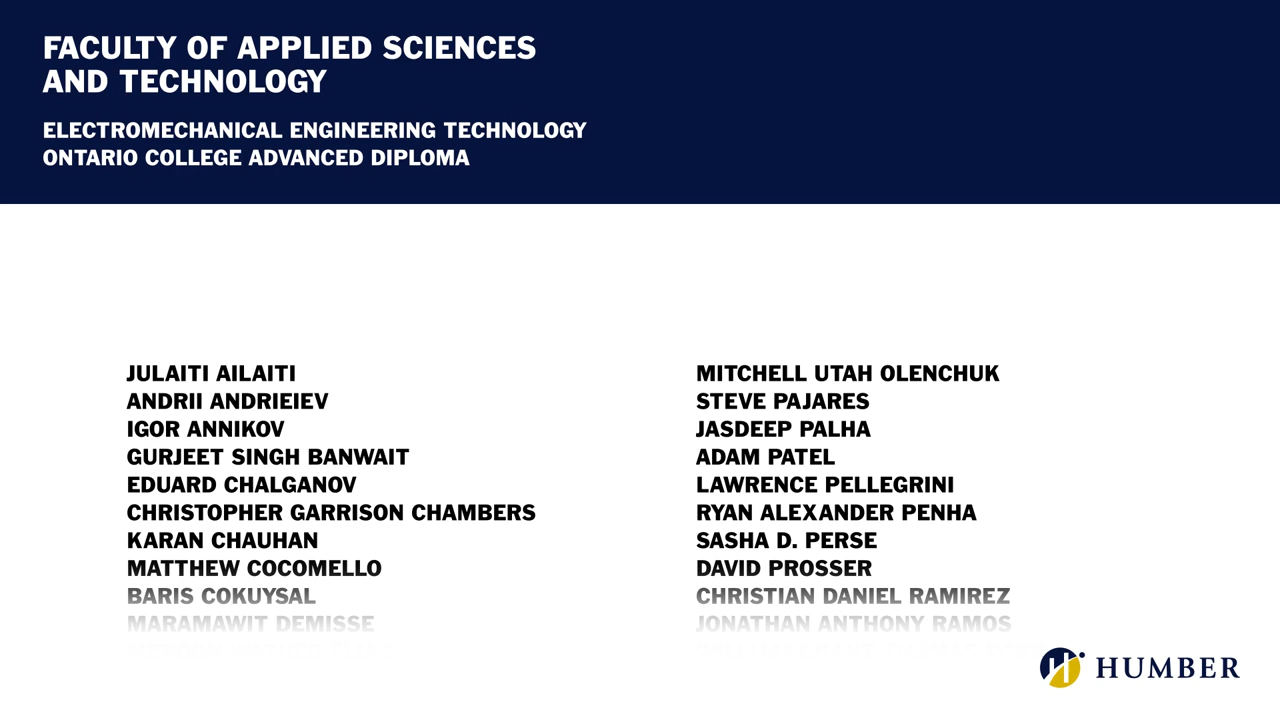 FACULTY OF APPLIED SCIENCES
AND TECHNOLOGY
ELECTROMECHANICAL ENGINEERING TECHNOLOGY
ONTARIO COLLEGE ADVANCED DIPLOMA
JULAITI AILAITI
ANDRII ANDRIEIEV
IGOR ANNIKOV
GURJEET SINGH BANWAIT
EDUARD CHALGANOV
CHRISTOPHER GARRISON CHAMBERS
KARAN CHAUHAN
MATTHEW COCOMELLO
BARIS COKUYSAL
MARAMAWIT DEMISSE
MITCHELL UTAH OLENCHUK
STEVE PAJARES
JASDEEP PALHA
ADAM PATEL
LAWRENCE PELLEGRINI
RYAN ALEXANDER PENHA
SASHA D. PERSE
DAVID PROSSER
CHRISTIAN DANIEL RAMIREZ
JONATHAN ANTHONY RAMOS
HUMBER